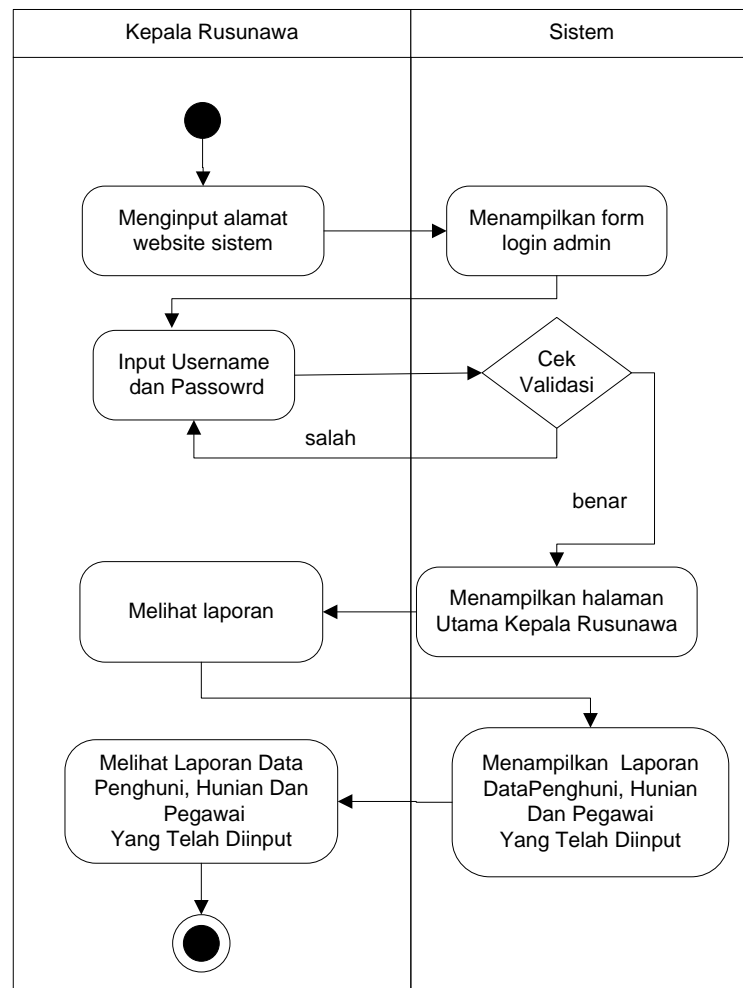 Kepala Rusunawa
Sistem
Menginput alamat
website sistem
Menampilkan form
login admin
Input Username
dan Passowrd
Cek
Validasi
salah
benar
Melihat laporan
Menampilkan halaman
Utama Kepala Rusunawa
Melihat Laporan Data
Penghuni, Hunian Dan
Pegawai
Yang Telah Diinput
Menampilkan  Laporan
DataPenghuni, Hunian
Dan Pegawai
Yang Telah Diinput